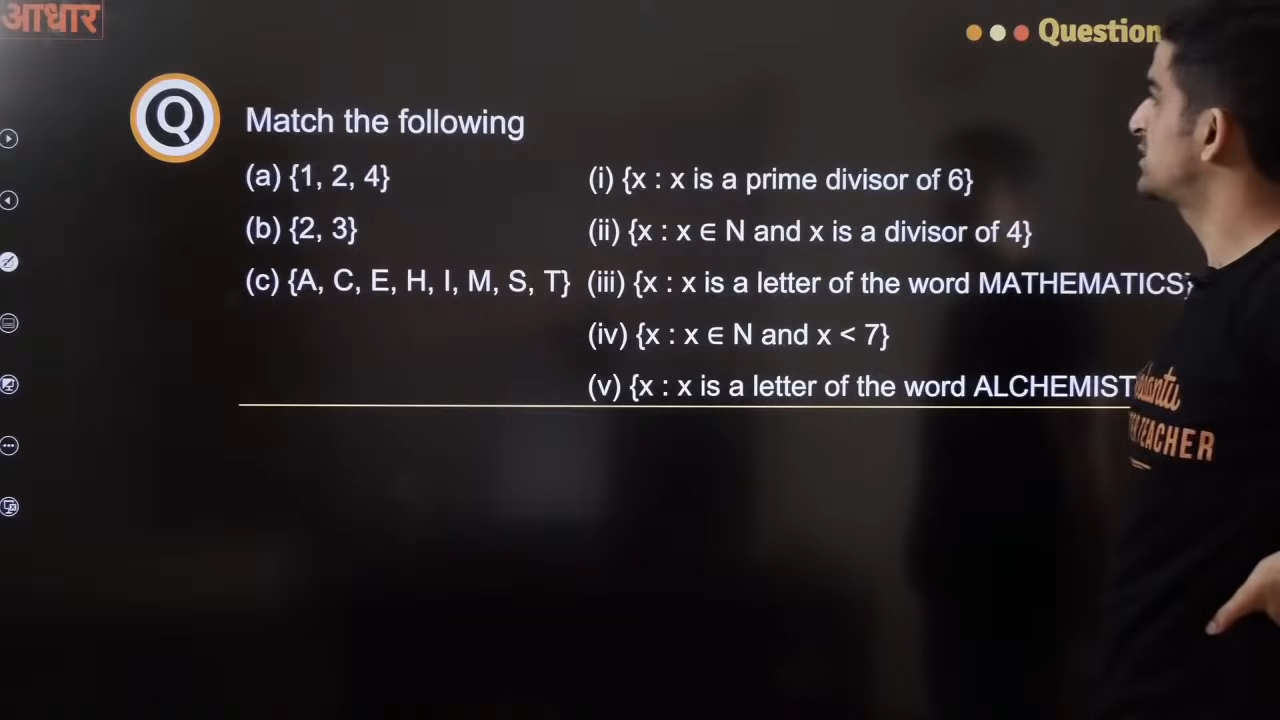 आधार
Question
Q
Match the following
(a) {1, 2, 4}
(i) {x : x is a prime divisor of 6}
(b) {2, 3}
(ii) {x : x ∈ N and x is a divisor of 4}
(c) {A, C, E, H, I, M, S, T}
(iii) {x : x is a letter of the word MATHEMATICS}
(iv) {x : x ∈ N and x < 7}
(v) {x : x is a letter of the word ALCHEMIST
TEACHER